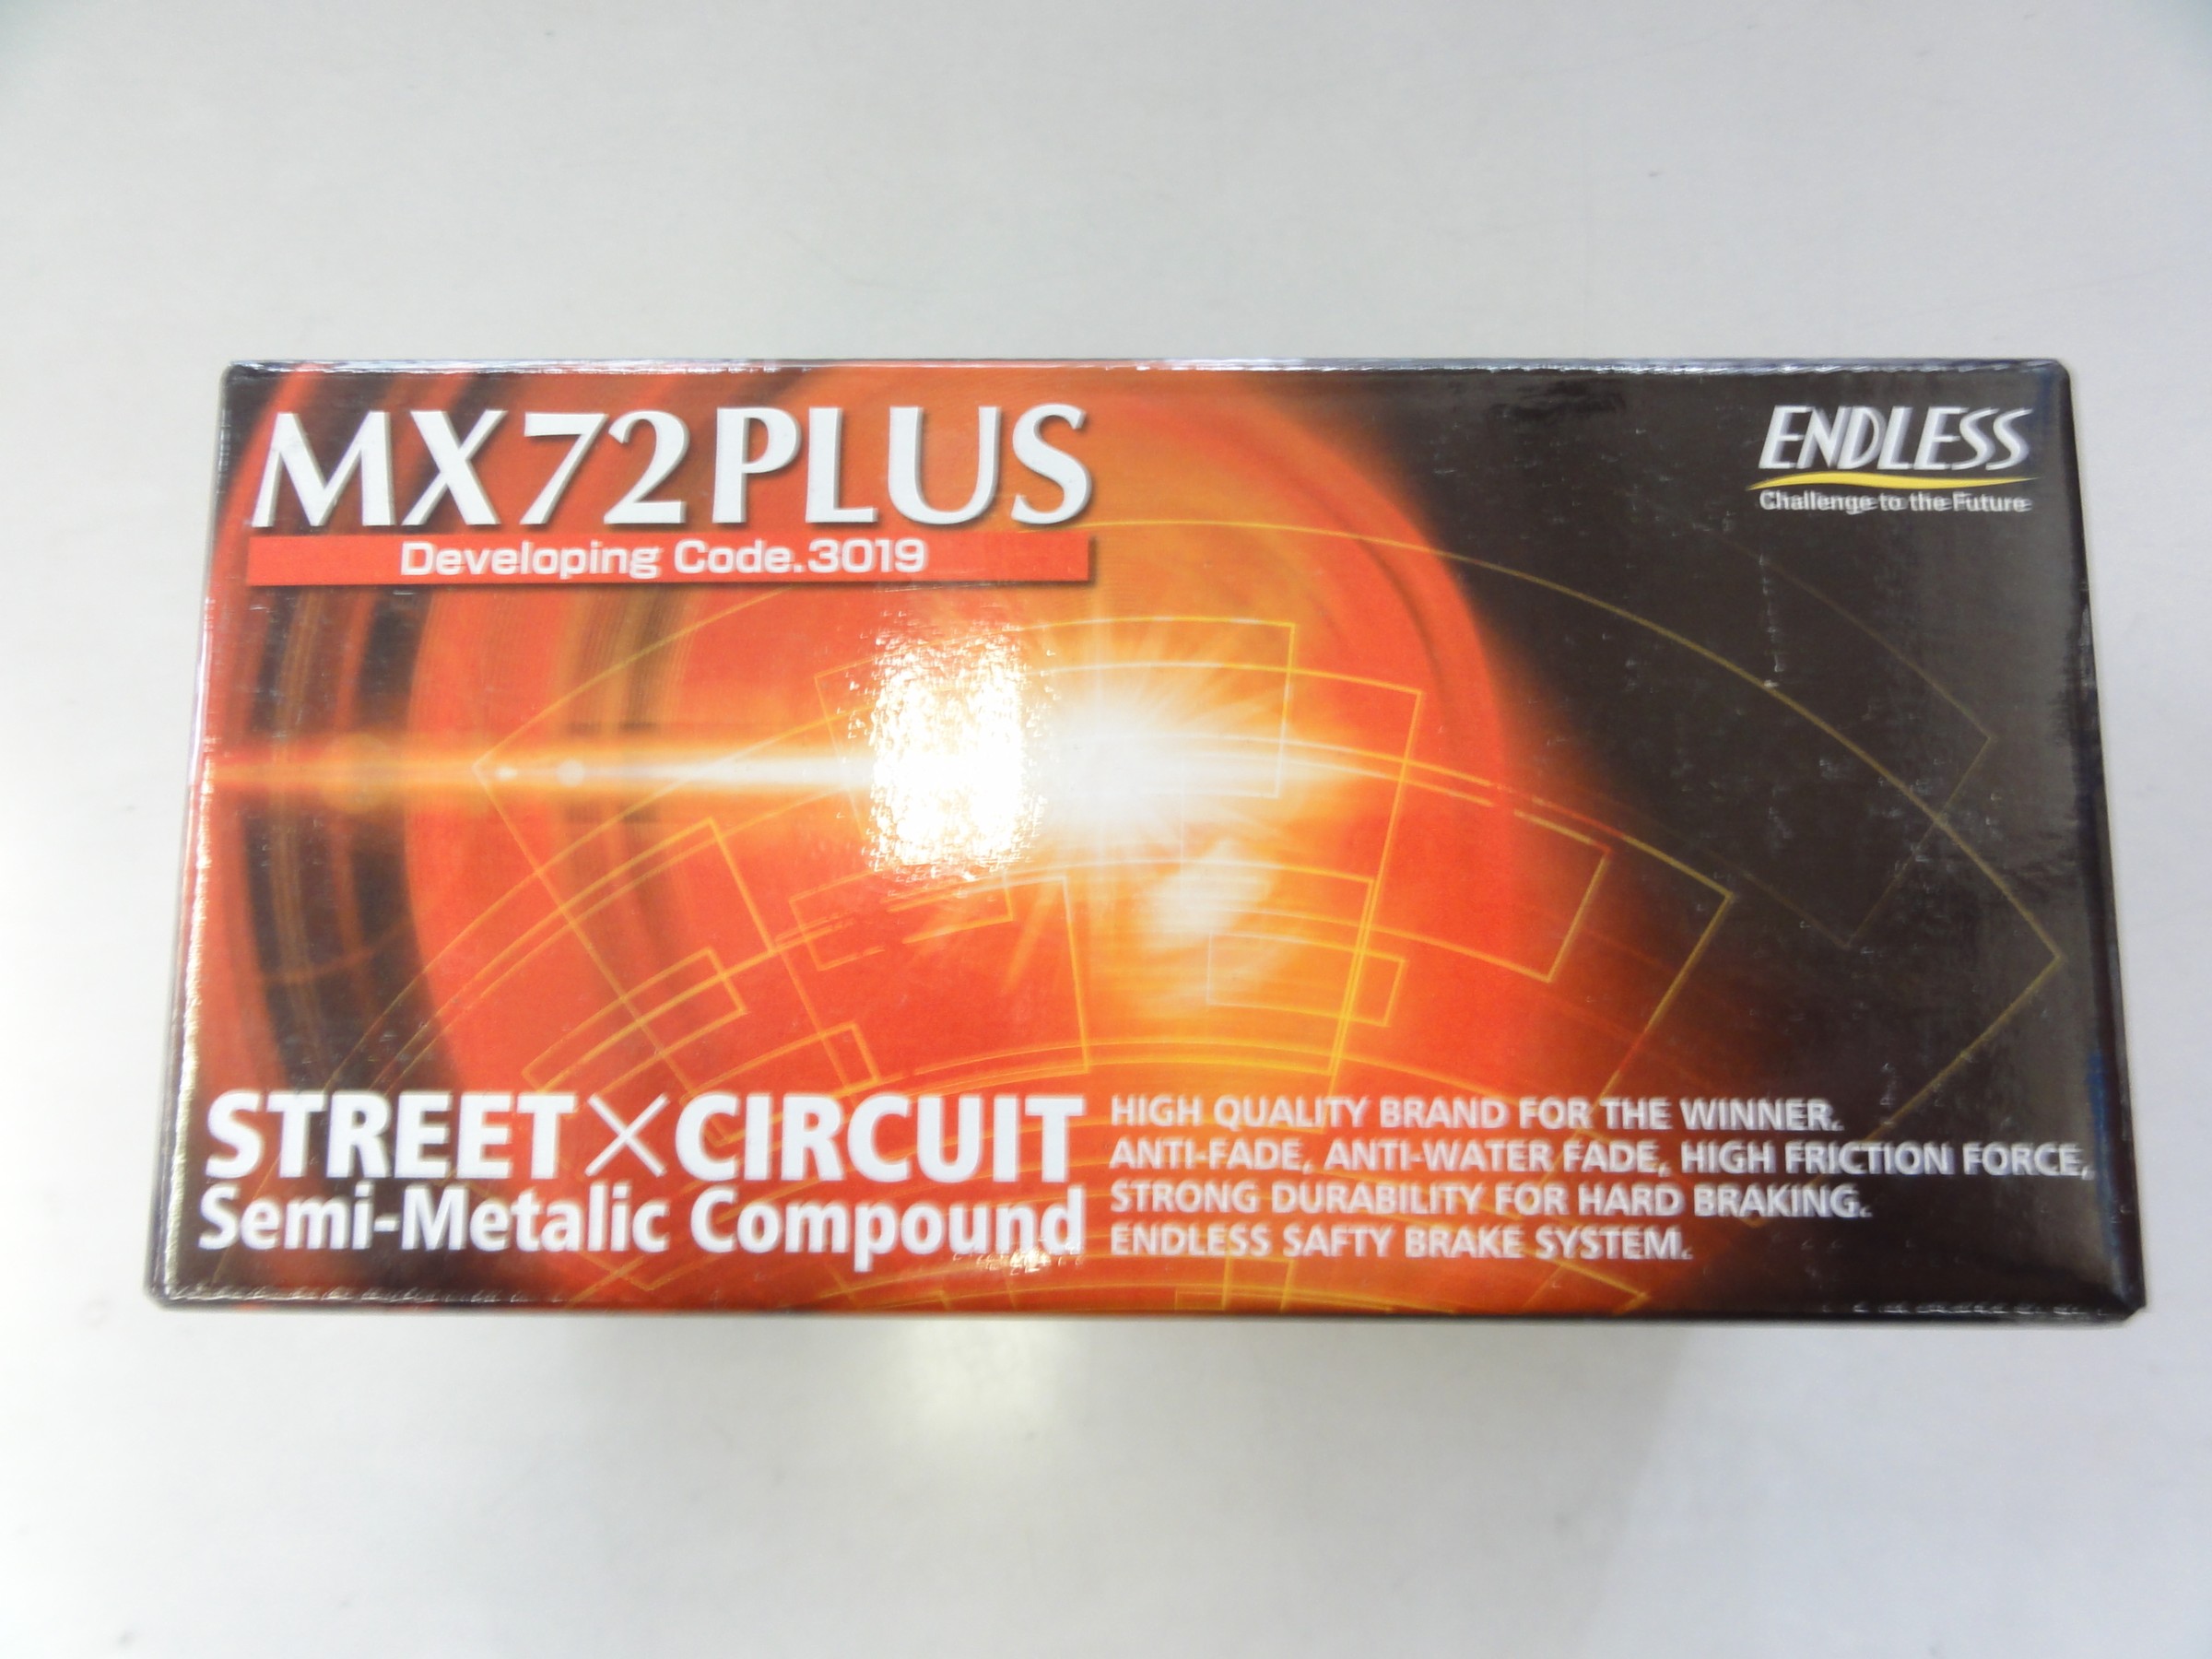 MX72PLUS
Developing Code.3019
ENDLESS
Challenge to the Future
STREET×CIRCUIT
Semi-Metalic Compound
HIGH QUALITY BRAND FOR THE WINNER.
ANTI-FADE, ANTI-WATER FADE, HIGH FRICTION FORCE,
STRONG DURABILITY FOR HARD BRAKING.
ENDLESS SAFTY BRAKE SYSTEM.